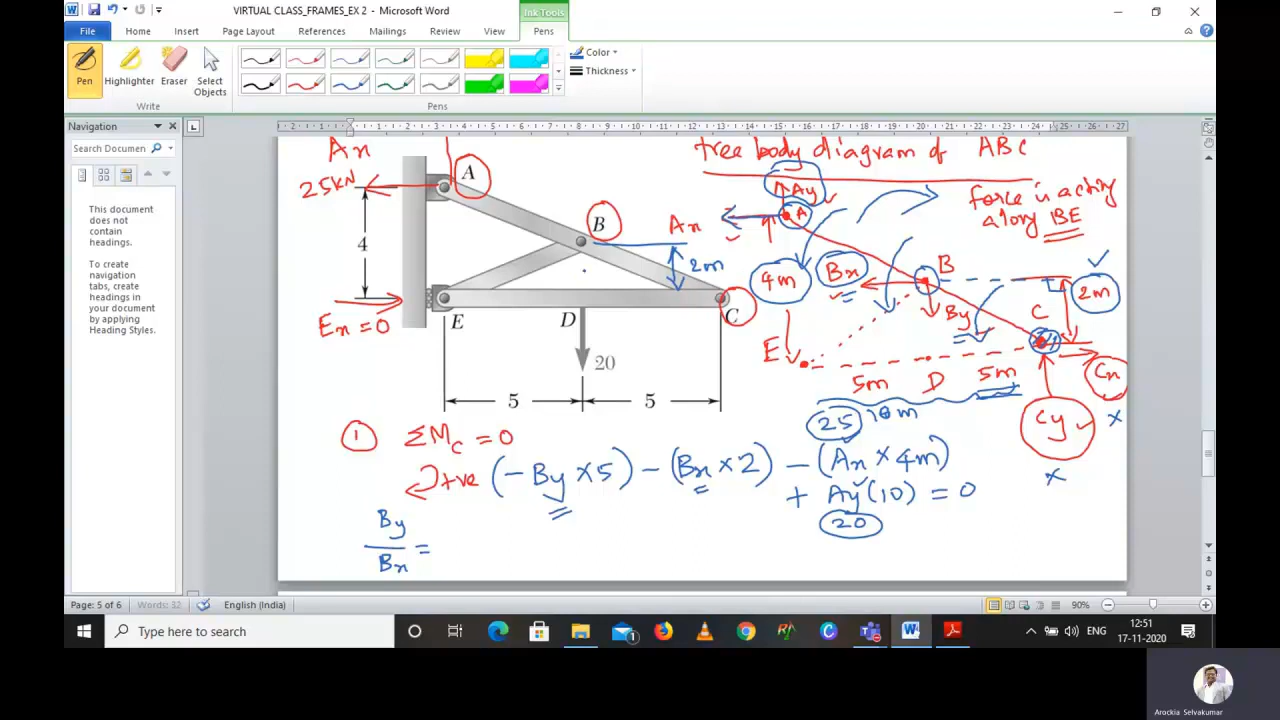 VIRTUAL CLASS_FRAMES_EX 2 - Microsoft Word
Ink Tools
File
Home
Insert
Page Layout
References
Mailings
Review
View
Pens
Pen
Highlighter
Eraser
Select Objects
Color
Thickness
Write
Pens
Navigation
Search Documen
This document does not contain headings.
To create navigation tabs, create headings in your document by applying Heading Styles.
Ax
25kN
4
Ex=0
A
B
Ax
2m
E
D
C
20
5
5
free body diagram of ABC
Ay
A
force is acting along BE
4m
Bx
B
By
2m
C
E
5m
D
5m
Cx
10m
Cy
x
x
① ΣMc = 0
25
+ve (-By×5) - (Bx×2) - (Ax×4m)
+ Ay(10) = 0
20
By
Bx =
Page: 5 of 6
Words: 32
English (India)
90%
Type here to search
ENG
12:51
17-11-2020
Arockia Selvakumar